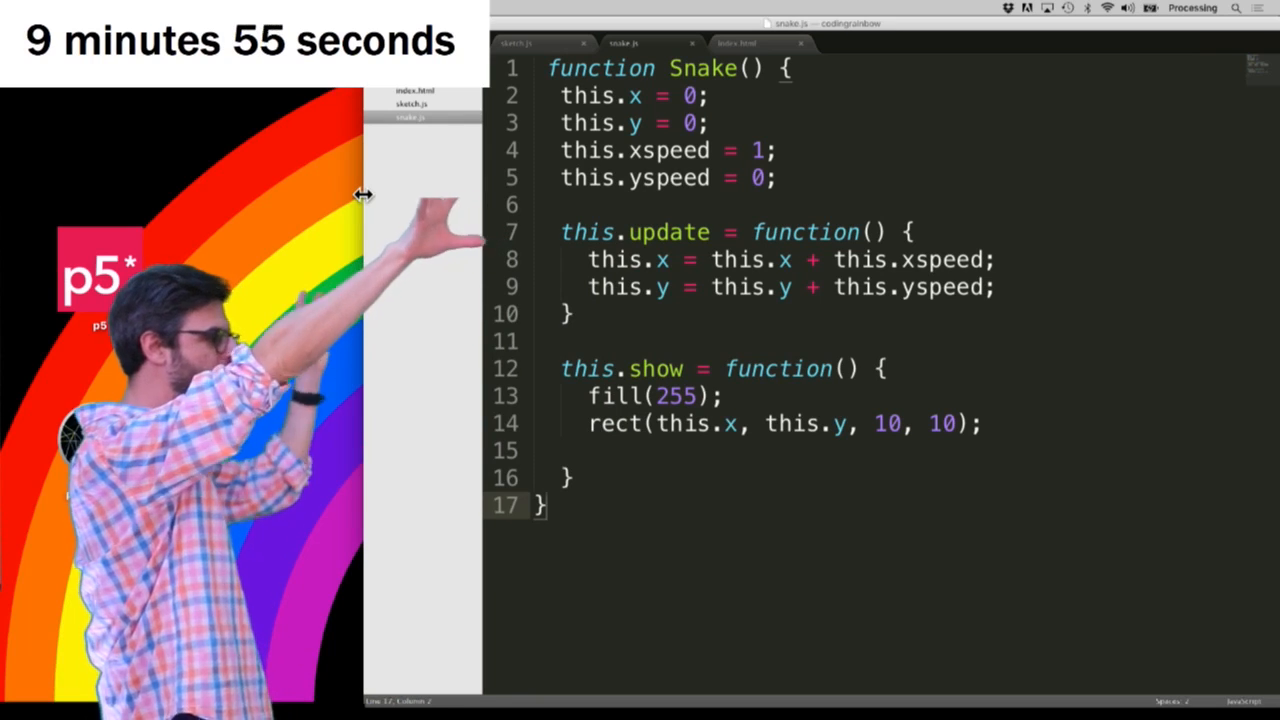 9 minutes 55 seconds
Processing
snake.js — codingrainbow
sketch.js × snake.js × index.html ×
index.html
sketch.js
snake.js
p5*
p5
1 function Snake() {
2 this.x = 0;
3 this.y = 0;
4 this.xspeed = 1;
5 this.yspeed = 0;
6
7 this.update = function() {
8 this.x = this.x + this.xspeed;
9 this.y = this.y + this.yspeed;
10 }
11
12 this.show = function() {
13 fill(255);
14 rect(this.x, this.y, 10, 10);
15
16 }
17 }
Line 17, Column 2
Spaces: 2 JavaScript